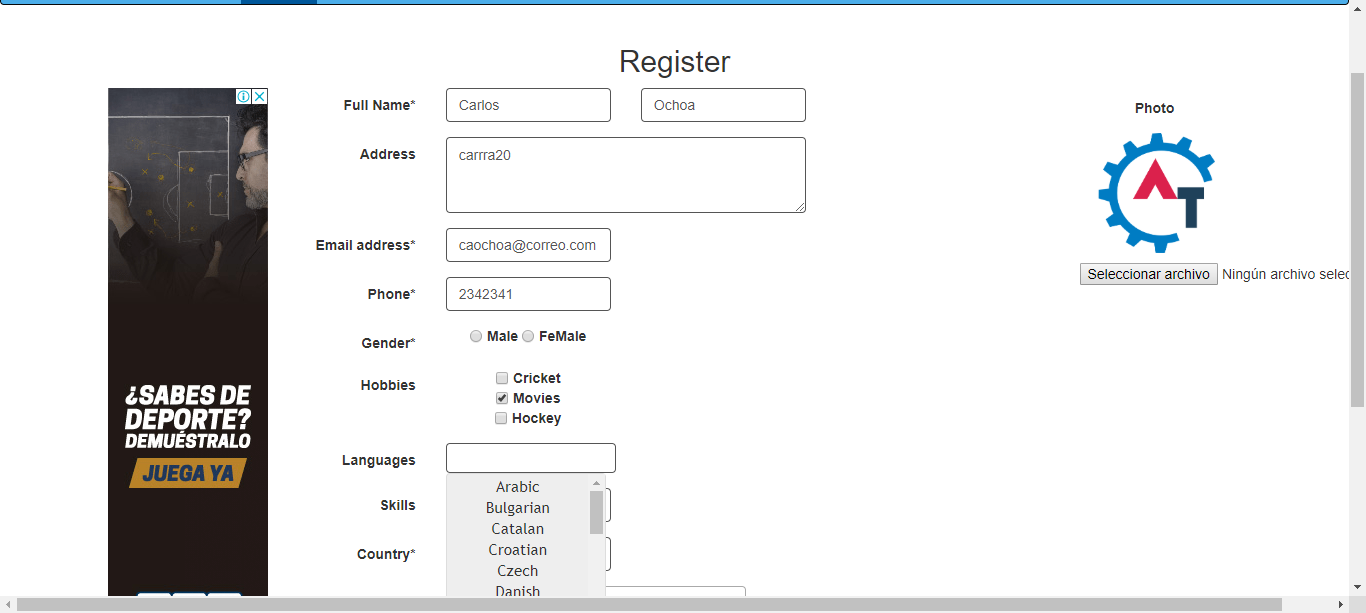 Register
Full Name*
Carlos
Ochoa
Photo
Address
carrra20
AT
Email address*
caochoa@correo.com
Seleccionar archivo
Ningún archivo selec
Phone*
2342341
Gender*
Male
FeMale
Hobbies
Cricket
Movies
Hockey
Languages
Arabic
Bulgarian
Catalan
Croatian
Czech
Danish
Skills
Country*
¿SABES DE
DEPORTE?
DEMUÉSTRALO
JUEGA YA